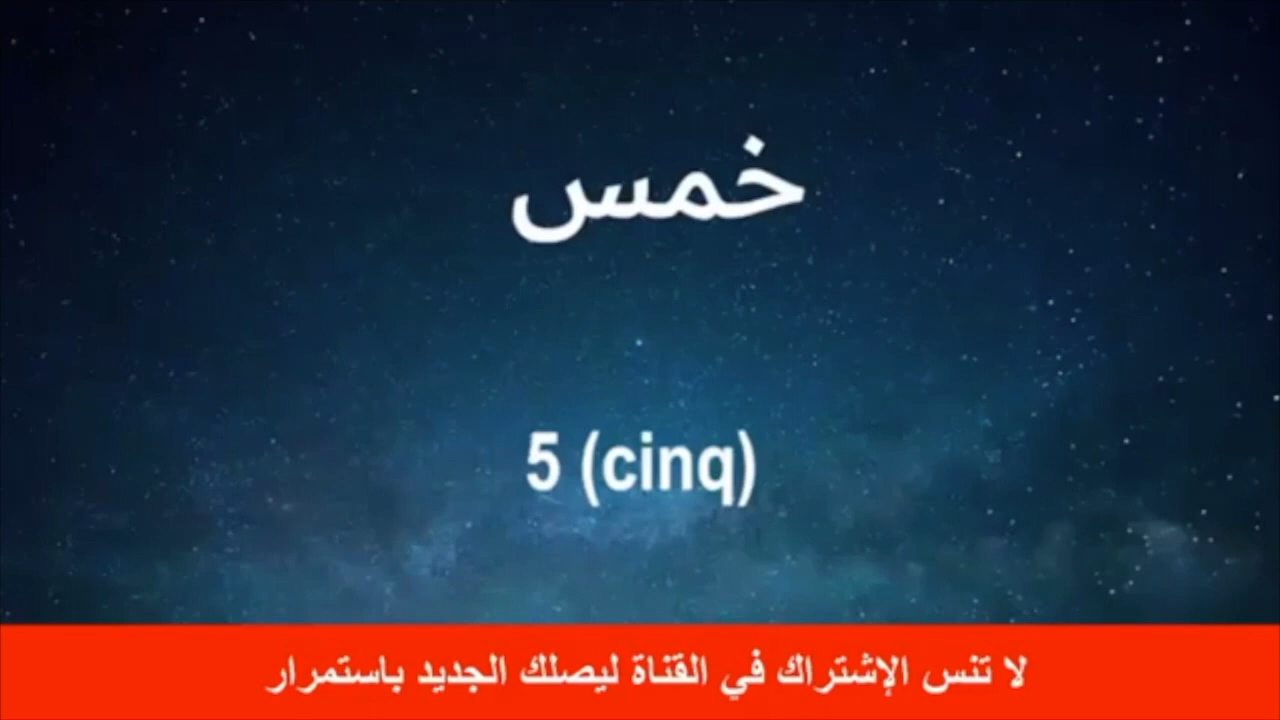 خمس
5 (cinq)
لا تنس الإشتراك في القناة ليصلك الجديد باستمرار